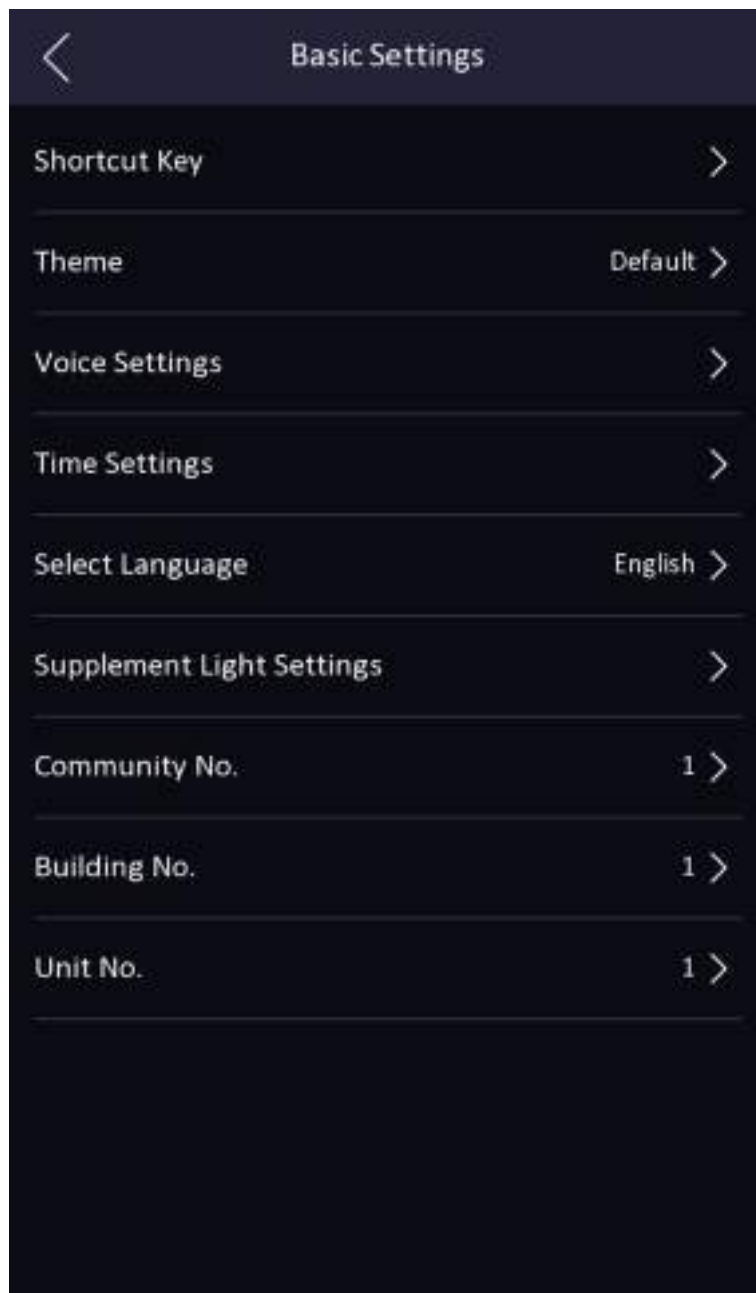 Basic Settings
Shortcut Key
Theme Default
Voice Settings
Time Settings
Select Language English
Supplement Light Settings
Community No. 1
Building No. 1
Unit No. 1